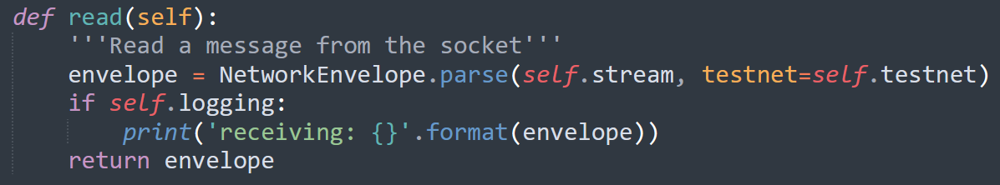 def read(self):
    '''Read a message from the socket'''
    envelope = NetworkEnvelope.parse(self.stream, testnet=self.testnet)
    if self.logging:
        print('receiving: {}'.format(envelope))
    return envelope